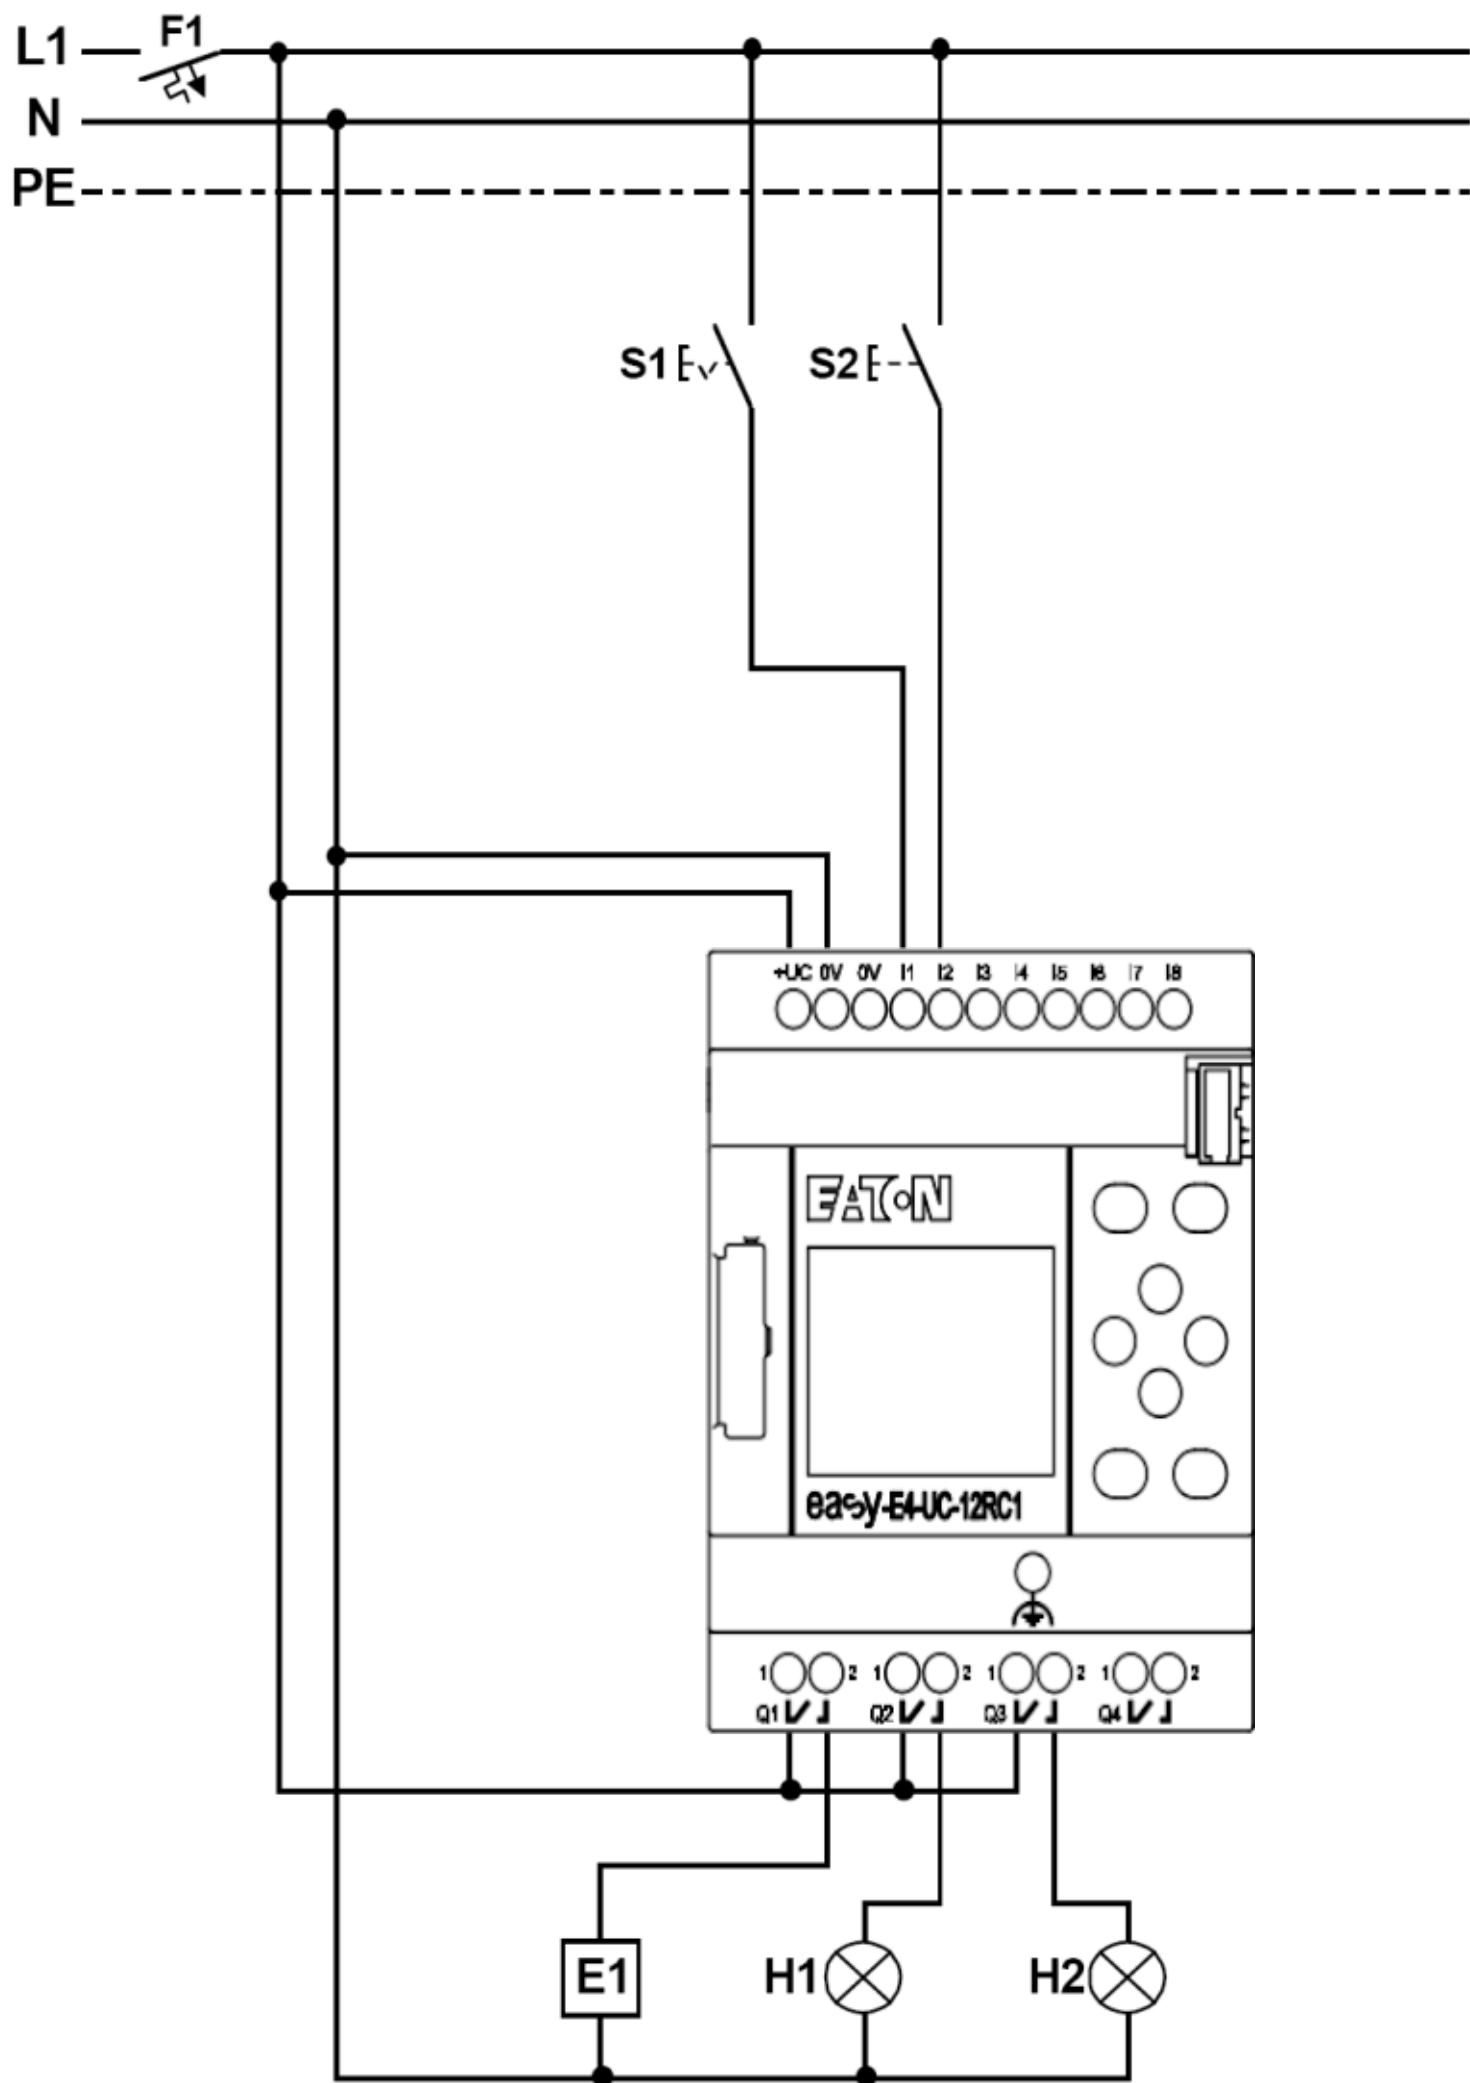 F1
L1
N
PE
S1 S2
+UC 0V 0V I1 I2 I3 I4 I5 I6 I7 I8
EATON
easy-E4-UC-12RC1
1 2 1 2 1 2 1 2
Q1 Q2 Q3 Q4
E1 H1 H2